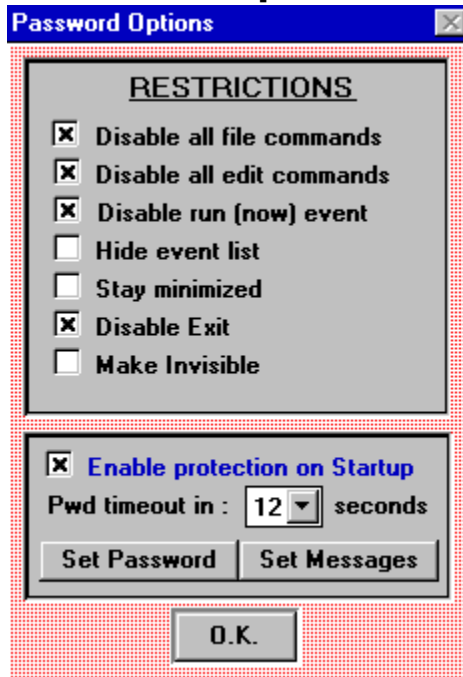 Password Options
RESTRICTIONS
Disable all file commands
Disable all edit commands
Disable run (now) event
Hide event list
Stay minimized
Disable Exit
Make Invisible
Enable protection on Startup
Pwd timeout in : 12 seconds
Set Password Set Messages
O.K.